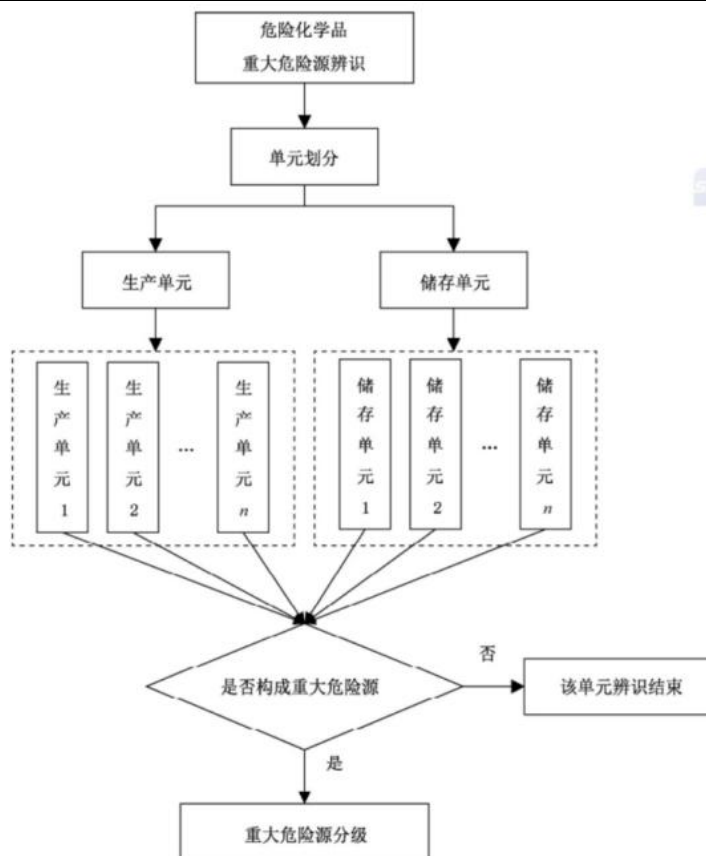 危险化学品
重大危险源辨识
单元划分
生产单元
储存单元
生产单元1
生产单元2
...
生产单元n
储存单元1
储存单元2
...
储存单元n
是否构成重大危险源
否
该单元辨识结束
是
重大危险源分级